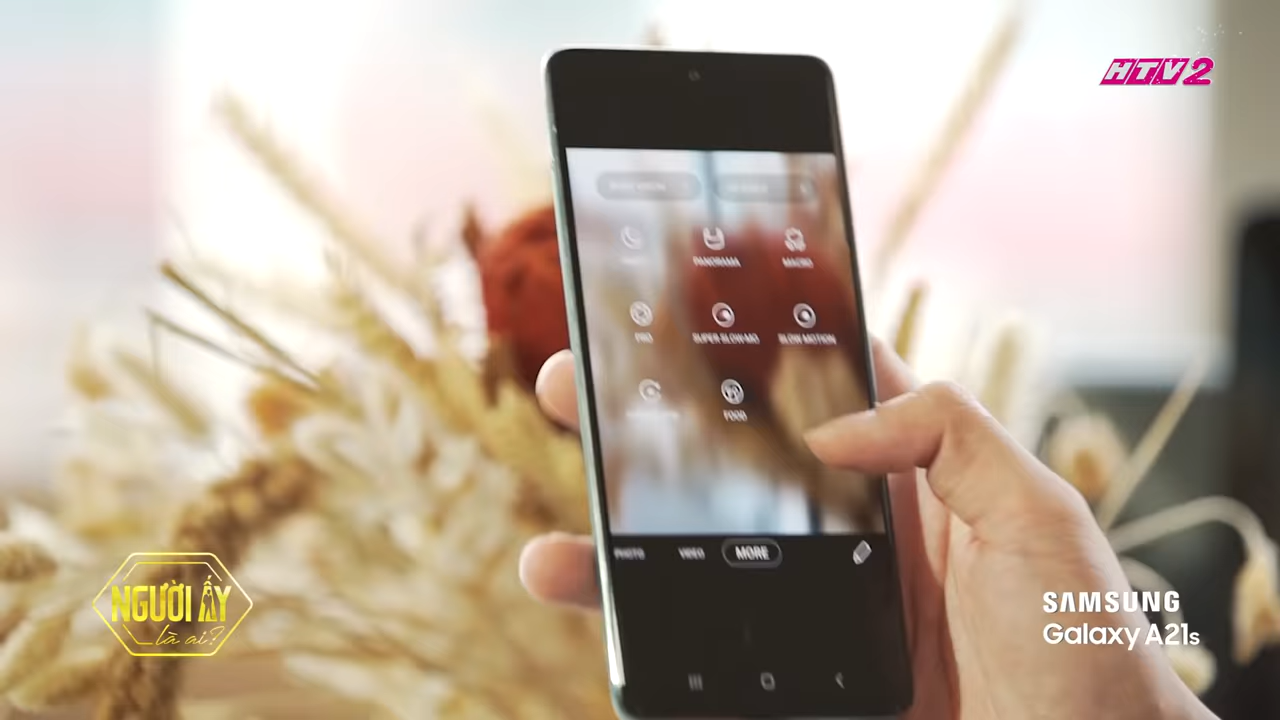 HTV2
PANORAMA
MACRO
PRO
SUPER SLOW-MO
SLOW MOTION
FOOD
PHOTO
VIDEO
MORE
NGƯỜI ẤY
là ai?
SAMSUNG
Galaxy A21s